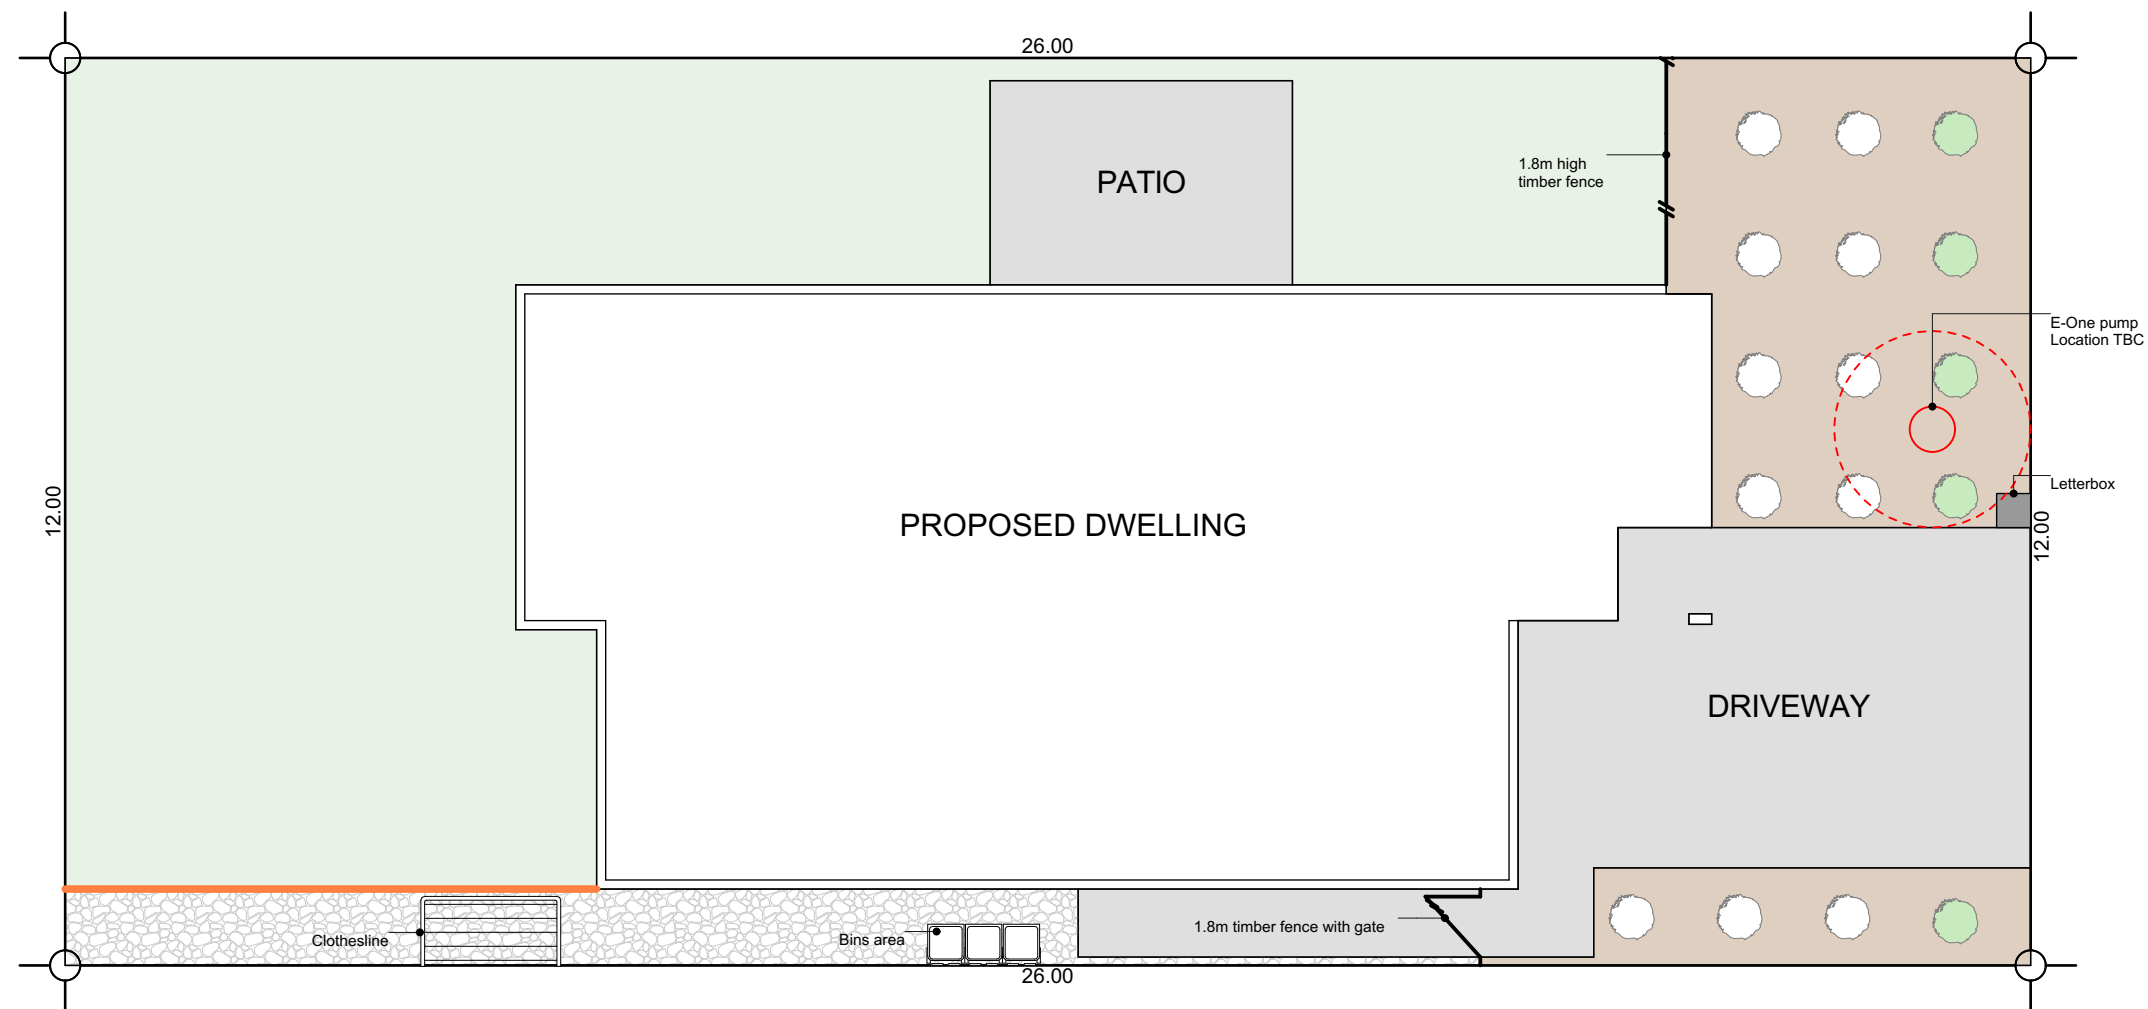 26.00
PATIO
1.8m high
timber fence
E-One pump
Location TBC
Letterbox
12.00
PROPOSED DWELLING
12.00
DRIVEWAY
Clothesline
Bins area
1.8m timber fence with gate
26.00